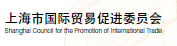 上海市国际贸易促进委员会
Shanghai Council for the Promotion of International Trade